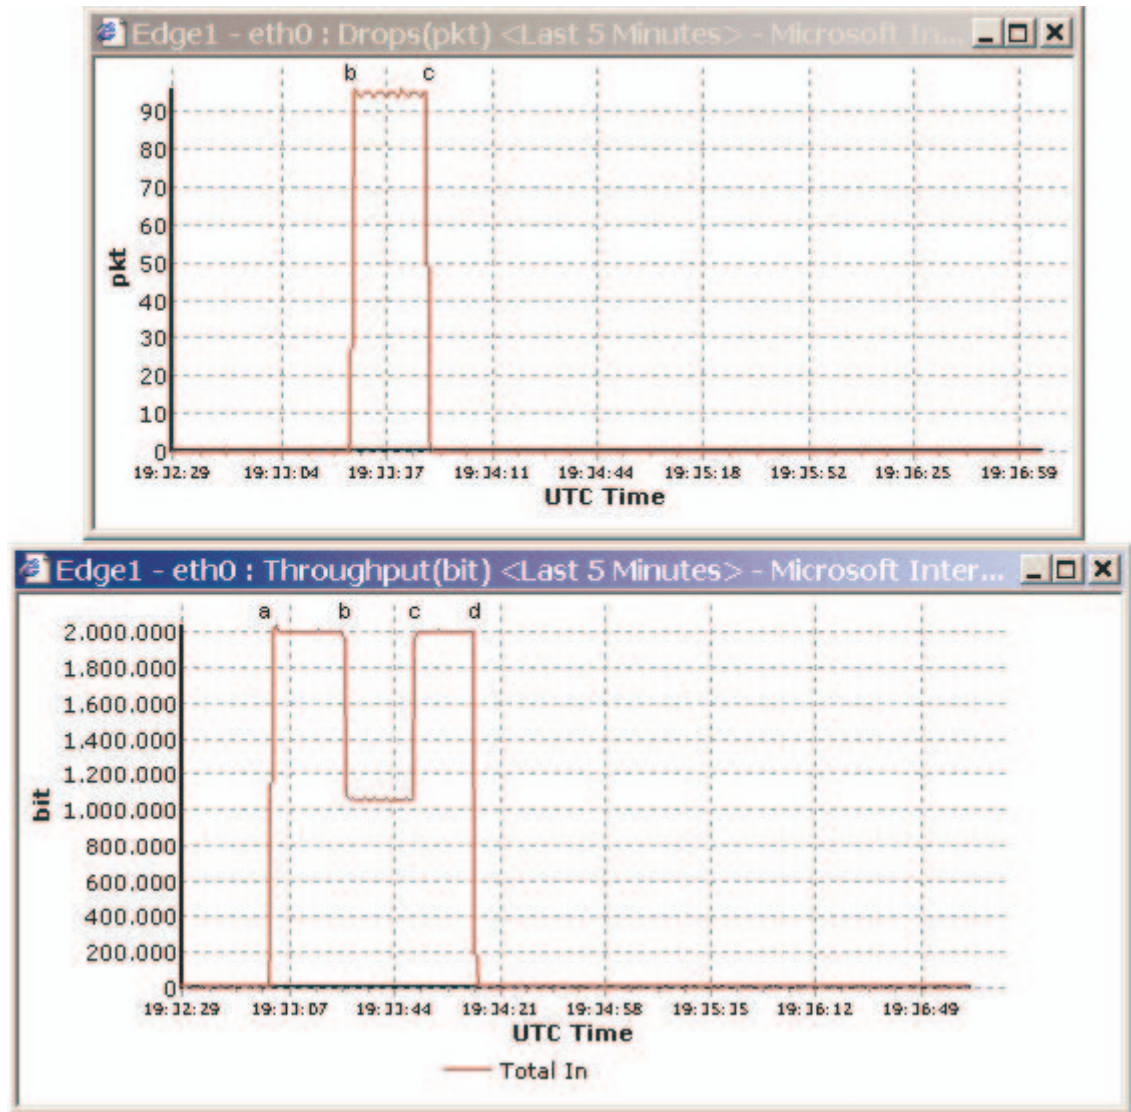 Edge1 - eth0 : Drops(pkt) <Last 5 Minutes> - Microsoft In...
b c
90
80
70
60
50
40
30
20
10
0
pkt
19:32:29 19:33:04 19:33:37 19:34:11 19:34:44 19:35:18 19:35:52 19:36:25 19:36:59
UTC Time
Edge1 - eth0 : Throughput(bit) <Last 5 Minutes> - Microsoft Inter...
a b c d
2.000.000
1.800.000
1.600.000
1.400.000
1.200.000
1.000.000
800.000
600.000
400.000
200.000
0
bit
19:32:29 19:33:07 19:33:44 19:34:21 19:34:58 19:35:35 19:36:12 19:36:49
UTC Time
Total In